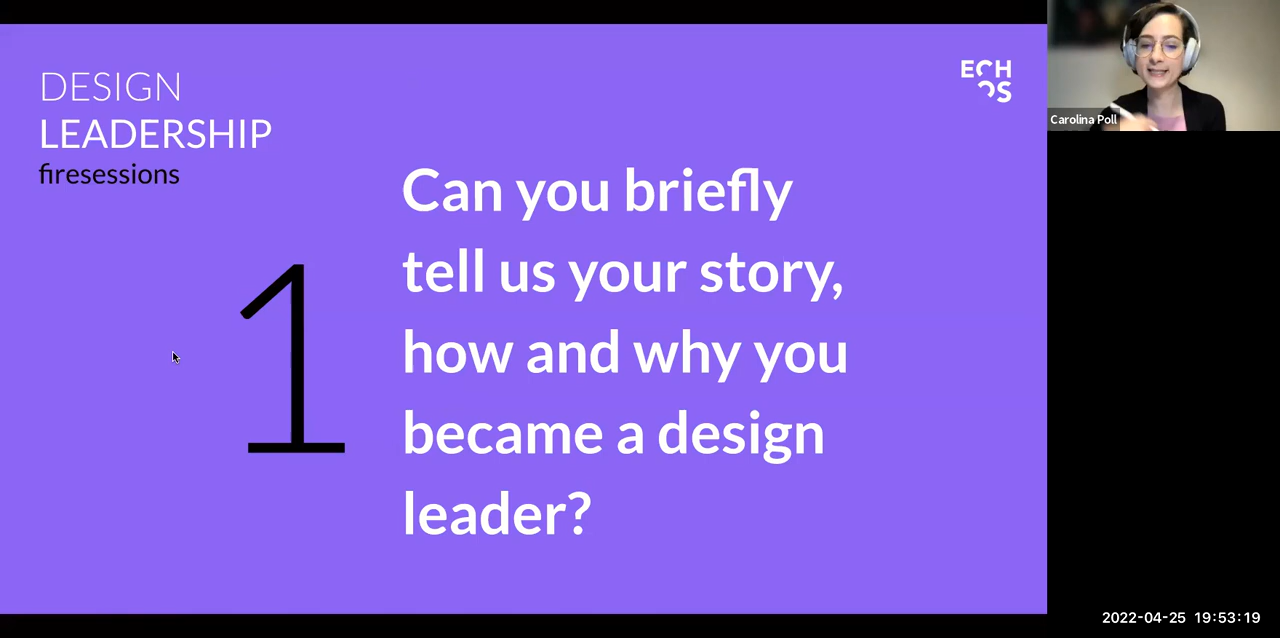 DESIGN
LEADERSHIP
firesessions
ECH
OS
Carolina Poll
1
Can you briefly
tell us your story,
how and why you
became a design
leader?
2022-04-25 19:53:19